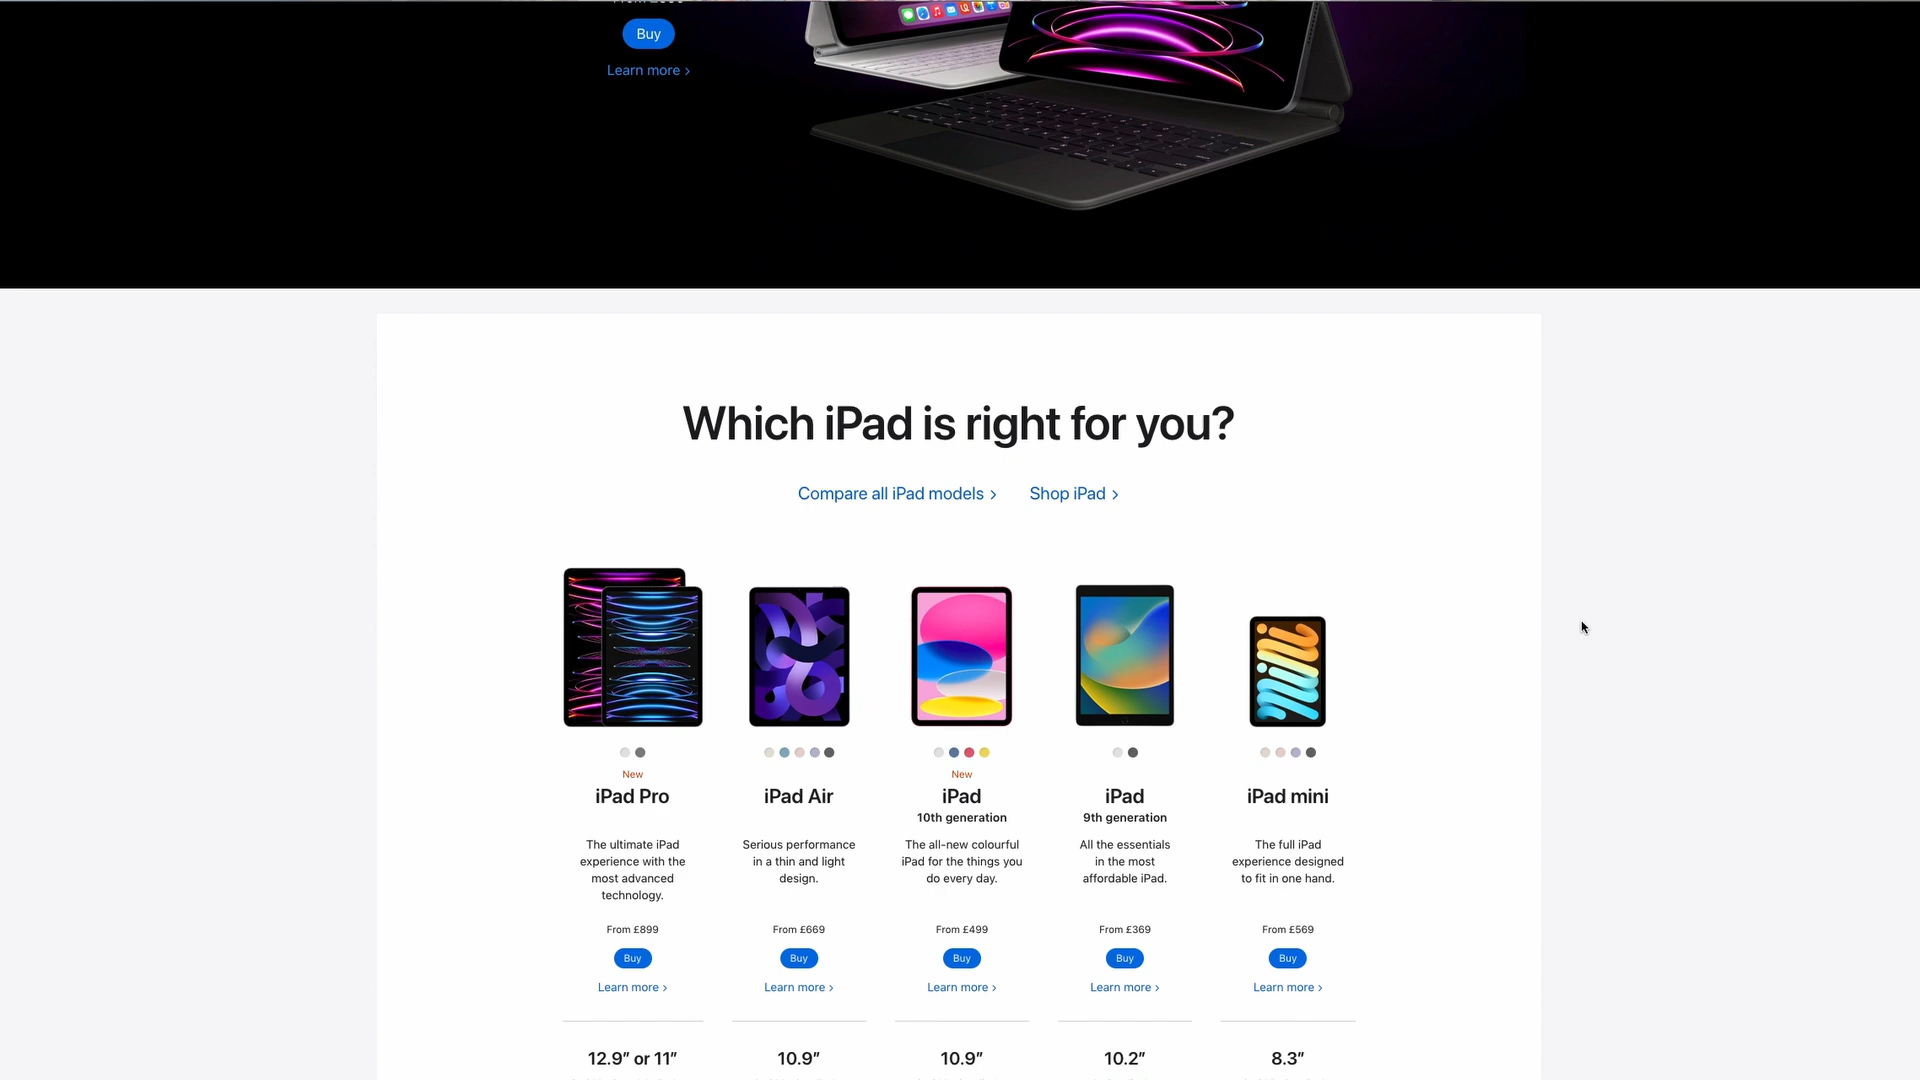 Buy
Learn more >
Which iPad is right for you?
Compare all iPad models >
Shop iPad >
New
iPad Pro
The ultimate iPad
experience with the
most advanced
technology.
From £899
Buy
Learn more >
12.9” or 11”
iPad Air
Serious performance
in a thin and light
design.
From £669
Buy
Learn more >
10.9”
New
iPad
10th generation
The all-new colourful
iPad for the things you
do every day.
From £499
Buy
Learn more >
10.9”
iPad
9th generation
All the essentials
in the most
affordable iPad.
From £369
Buy
Learn more >
10.2”
iPad mini
The full iPad
experience designed
to fit in one hand.
From £569
Buy
Learn more >
8.3”